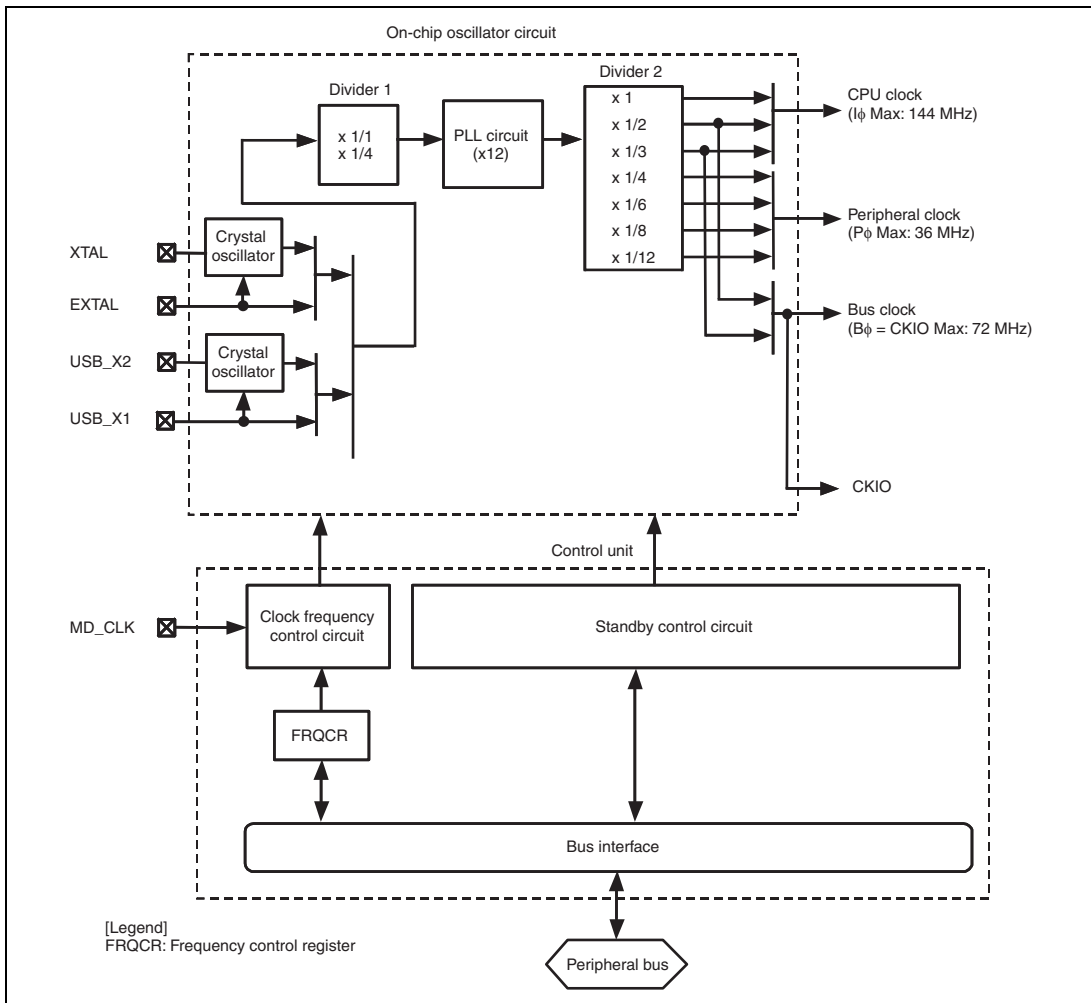 On-chip oscillator circuit
Divider 1
x 1/1
x 1/4
PLL circuit
(x12)
Divider 2
x 1
x 1/2
x 1/3
x 1/4
x 1/6
x 1/8
x 1/12
CPU clock
(Iϕ Max: 144 MHz)
Peripheral clock
(Pϕ Max: 36 MHz)
Bus clock
(Bϕ = CKIO Max: 72 MHz)
CKIO
XTAL
Crystal
oscillator
EXTAL
USB_X2
Crystal
oscillator
USB_X1
Control unit
MD_CLK
Clock frequency
control circuit
Standby control circuit
FRQCR
Bus interface
[Legend]
FRQCR: Frequency control register
Peripheral bus